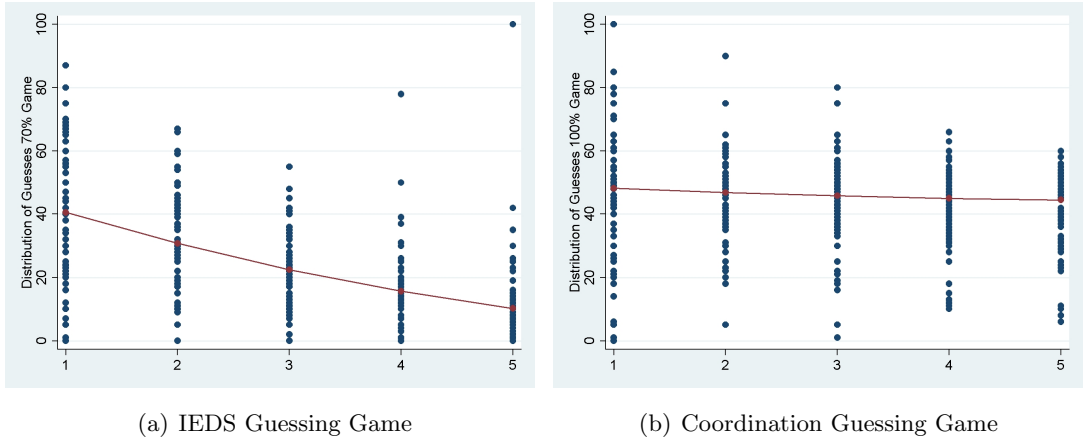 Distribution of Guesses 70% Game
100
80
60
40
20
0
1 2 3 4 5
(a) IEDS Guessing Game
Distribution of Guesses 100% Game
100
80
60
40
20
0
1 2 3 4 5
(b) Coordination Guessing Game